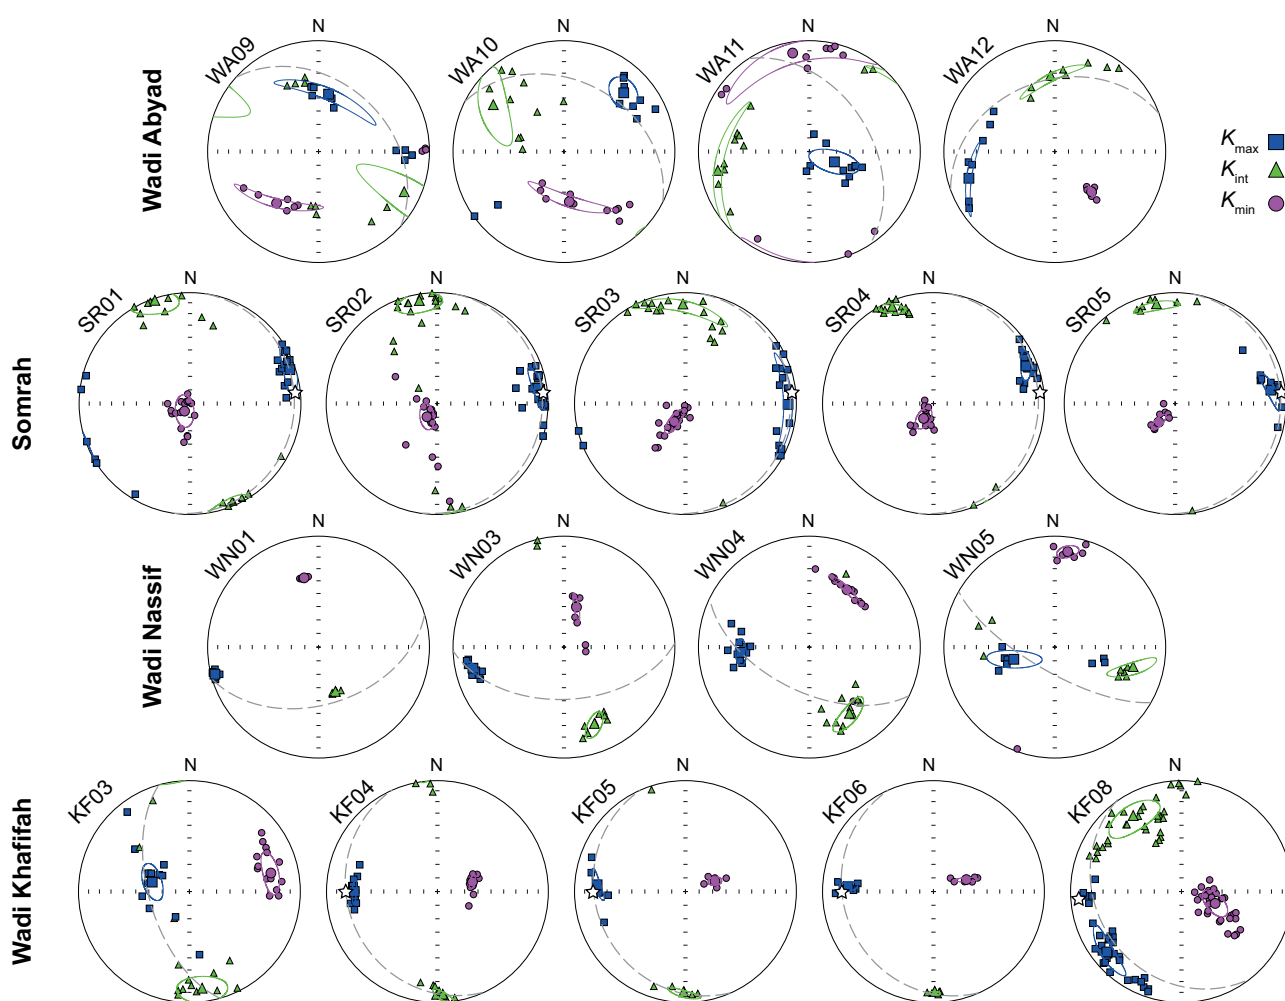 Wadi Abyad
N
N
N
N
WA09
WA10
WA11
WA12
Kmax
Kint
Kmin
Somrah
N
N
N
N
N
SR01
SR02
SR03
SR04
SR05
Wadi Nassif
N
N
N
N
WN01
WN03
WN04
WN05
Wadi Khafifah
N
N
N
N
N
KF03
KF04
KF05
KF06
KF08